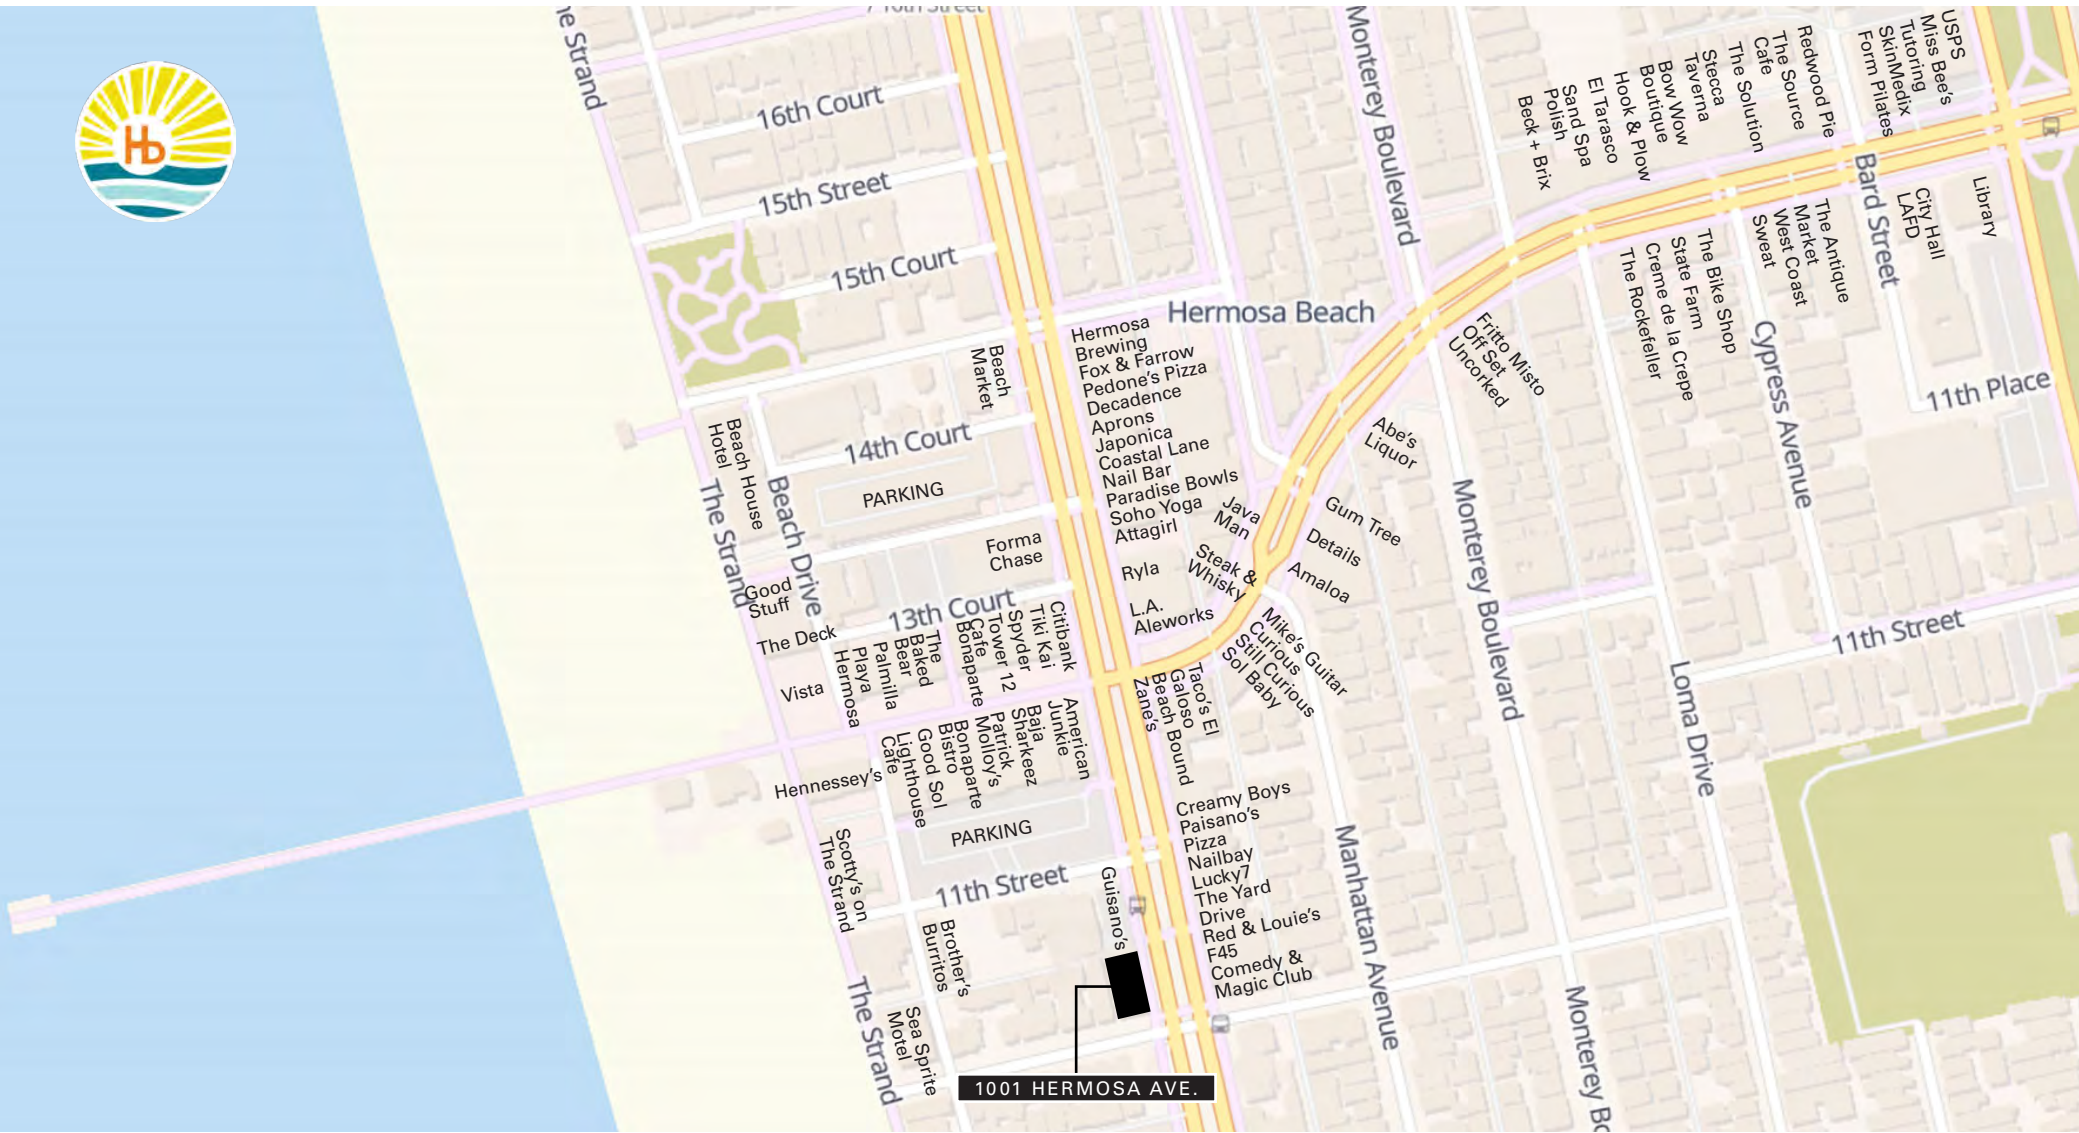 7 16th Street
he Strand
Hb
16th Court
15th Street
15th Court
Monterey Boulevard
Hermosa Beach
Beck + Brix
Sand Spa
Polish
El Tarasco
Hook & Plow
Bow Wow
Boutique
Stecca
Taverna
The Solution
The Source
Cafe
Redwood Pie
Form Pilates
SkinMedix
Tutoring
Miss Bee's
USPS
Bard Street
City Hall
LAFD
Library
The Antique
Market
West Coast
Sweat
The Bike Shop
State Farm
Creme de la Crepe
The Rockefeller
Cypress Avenue
11th Place
11th Street
Fritto Misto
Off Set
Uncorked
Abe's
Liquor
Gum Tree
Details
Amaloa
Java
Man
Steak &
Whisky
Beach
Market
Hermosa
Brewing
Fox & Farrow
Pedone's Pizza
Decadence
Aprons
Japonica
Coastal Lane
Nail Bar
Paradise Bowls
Soho Yoga
Attagirl
Ryla
L.A.
Aleworks
14th Court
PARKING
Beach House
Hotel
The Strand
Beach Drive
Forma
Chase
Good
Stuff
13th Court
The Deck
Vista
Playa
Hermosa
Palmilla
The
Baked
Bear
Cafe
Bonaparte
Tower 12
Spyder
Tiki Kai
Citibank
Mike's Guitar
Curious
Still Curious
Sol Baby
Taco's El
Galoso
Beach Bound
Zane's
Monterey Boulevard
Loma Drive
Hennessey's
Lighthouse
Cafe
Good Sol
Bonaparte
Bistro
Patrick
Molloy's
Baja
Sharkeez
American
Junkie
PARKING
11th Street
Scotty's on
The Strand
Creamy Boys
Paisano's
Pizza
Nailbay
Lucky7
The Yard
Drive
Red & Louie's
F45
Comedy &
Magic Club
Guisano's
Brother's
Burritos
Manhattan Avenue
The Strand
Sea Sprite
Motel
Monterey Bo
1001 HERMOSA AVE.